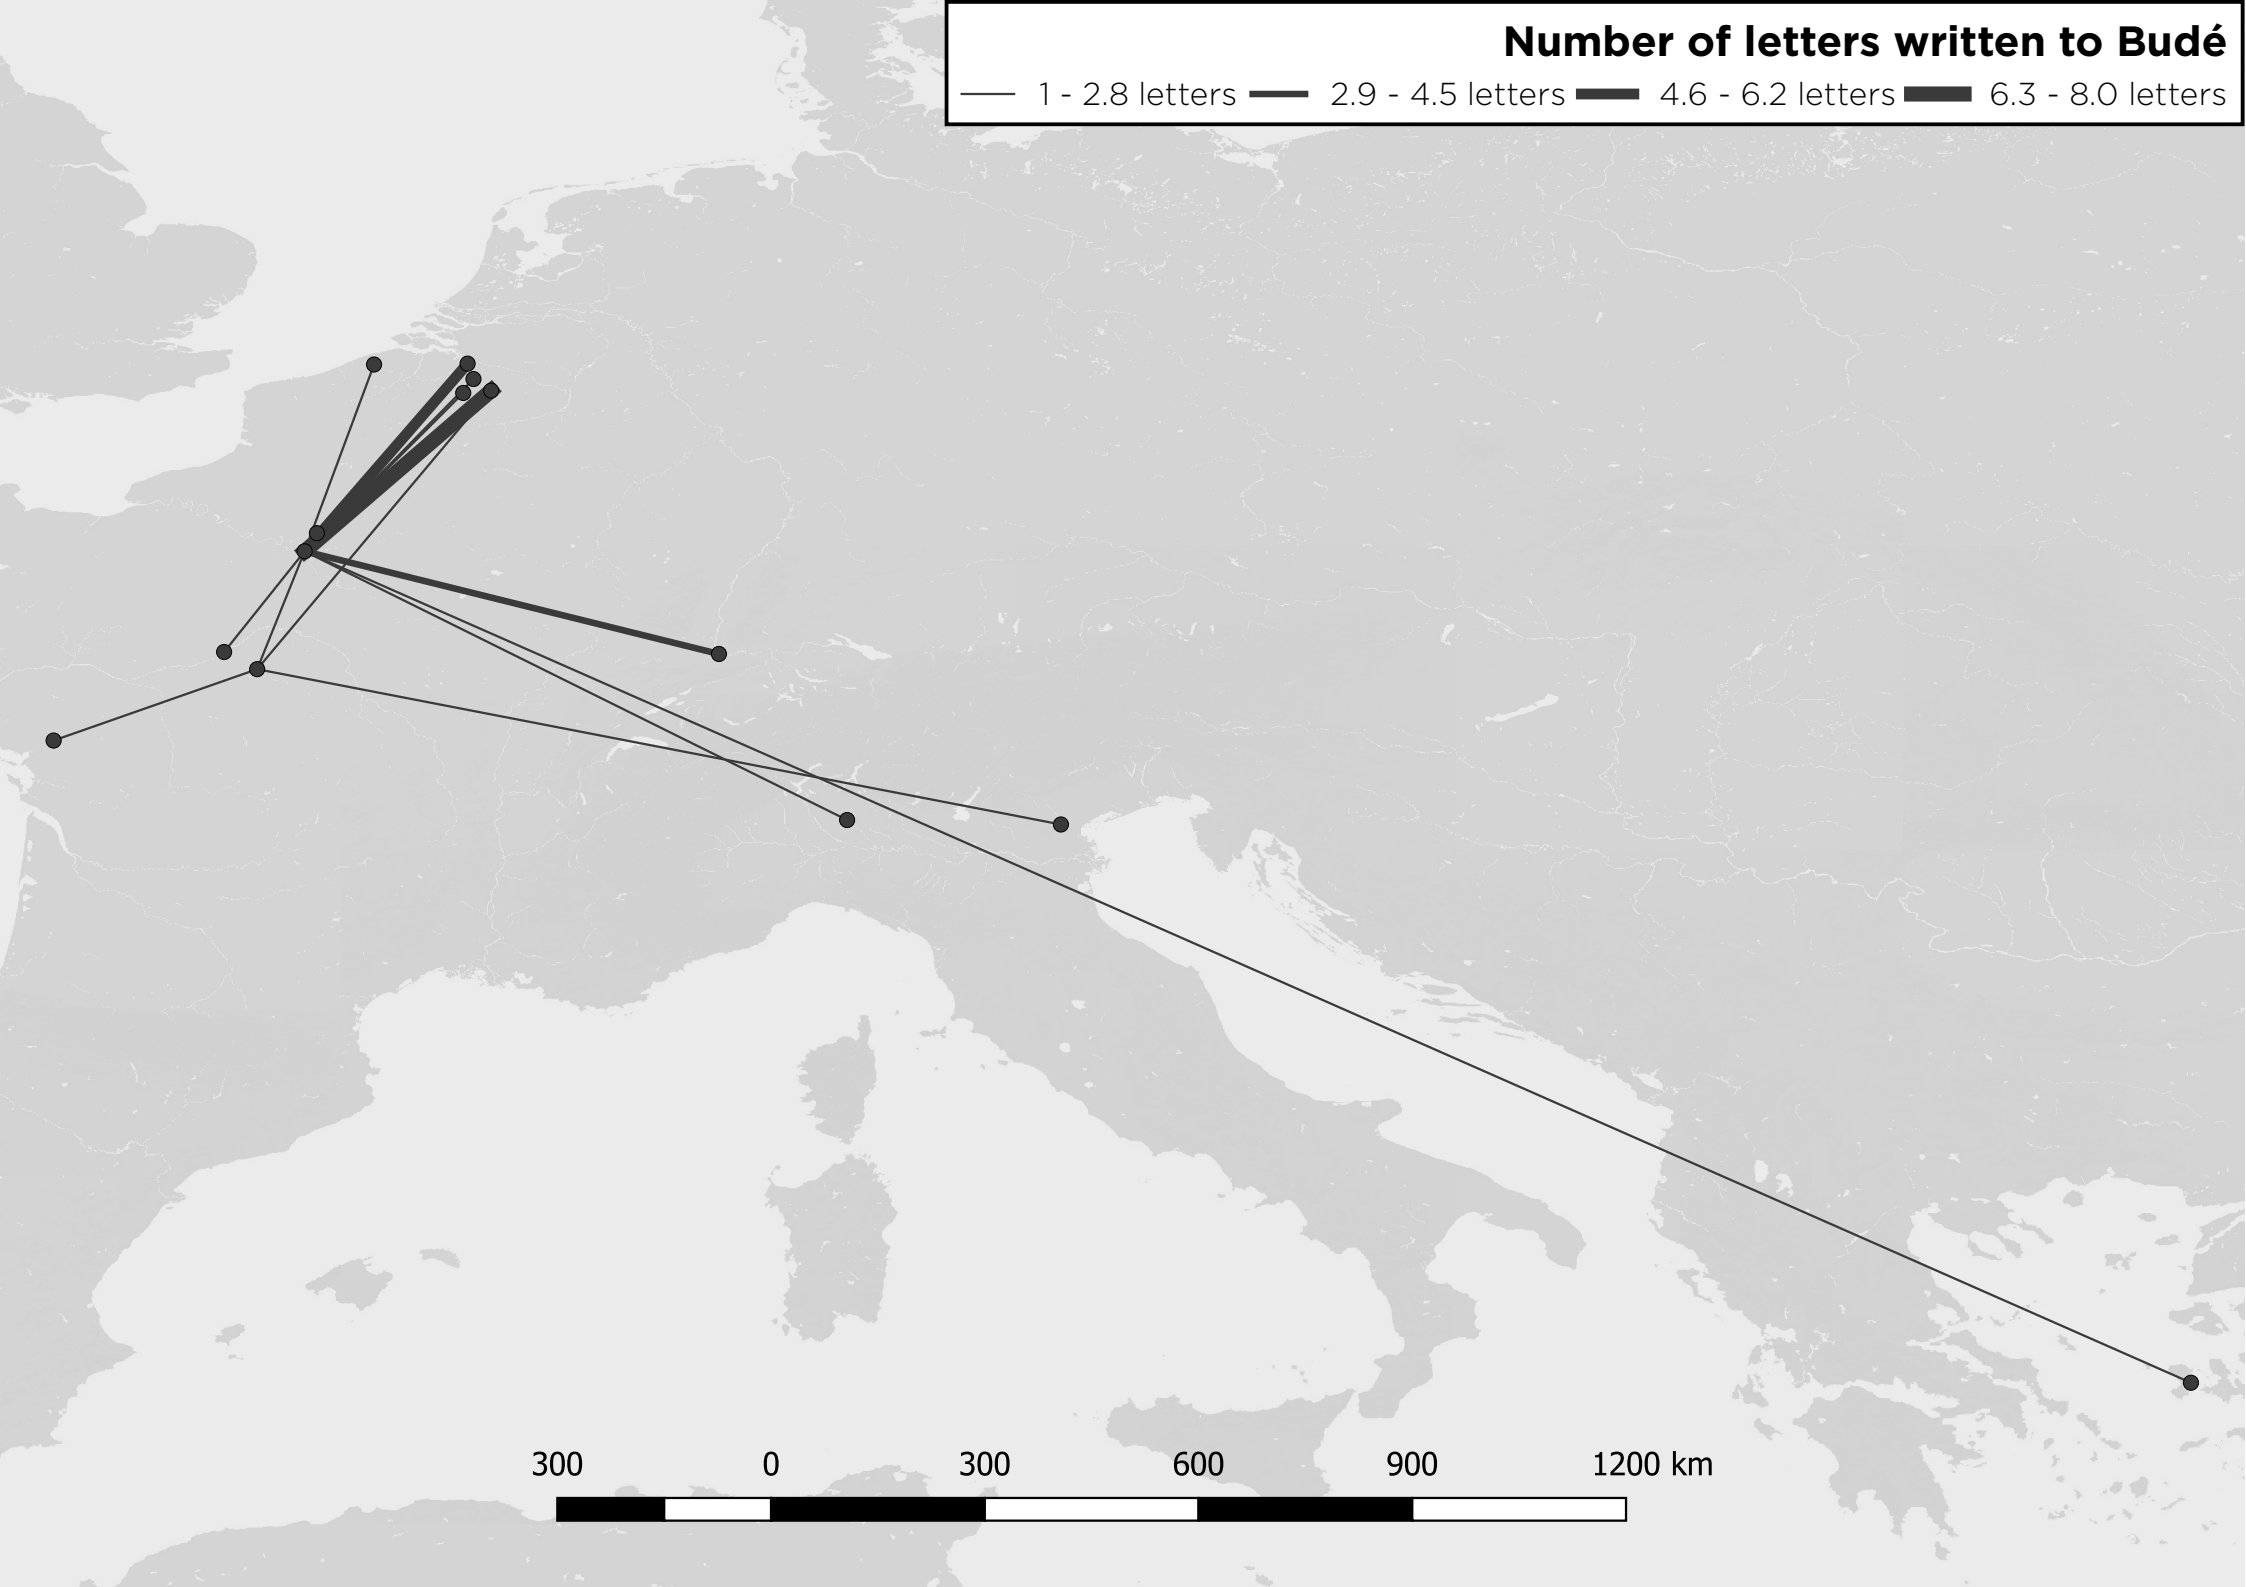 Number of letters written to Budé
1 - 2.8 letters 2.9 - 4.5 letters 4.6 - 6.2 letters 6.3 - 8.0 letters
300 0 300 600 900 1200 km